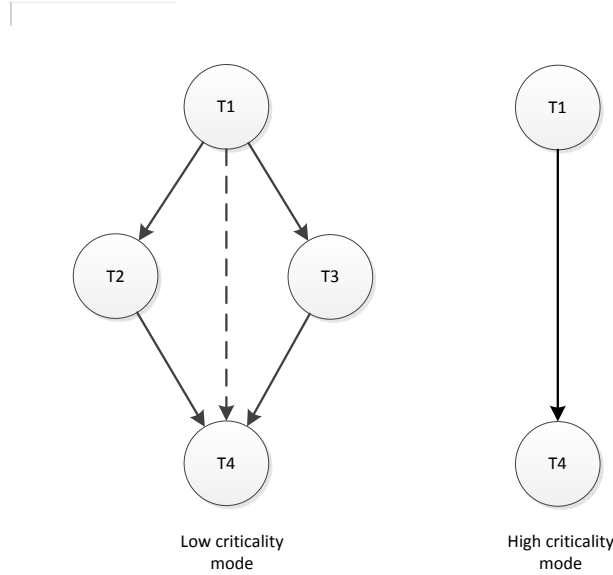 T1
T1
T2
T3
T4
T4
Low criticality
mode
High criticality
mode